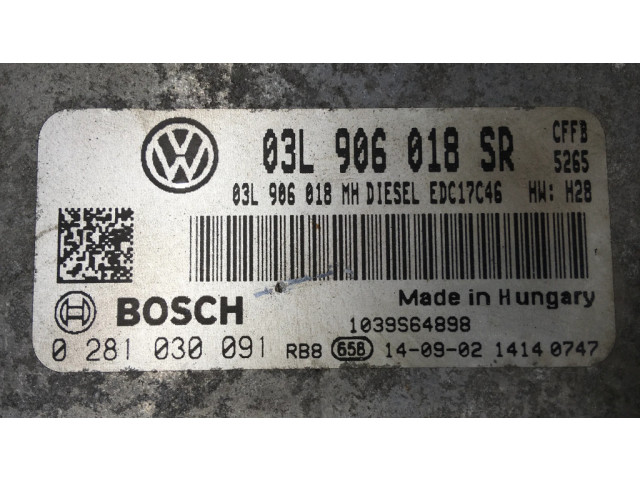 03L 906 018 SR CFFB 5265
03L 906 018 MH DIESEL EDC17C46 HW: H28
BOSCH Made in Hungary
1039S64898
0 281 030 091 RB8 658 14-09-02 1414 0747